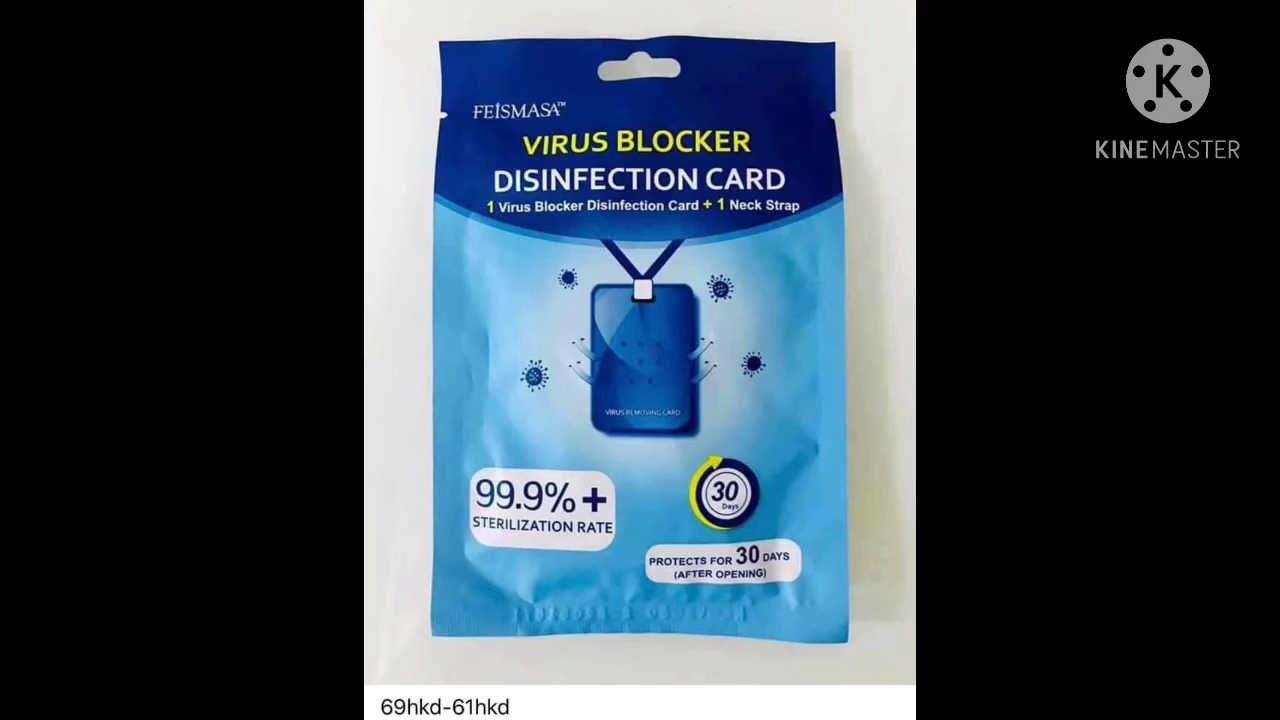 FEISMASA™
VIRUS BLOCKER
DISINFECTION CARD
1 Virus Blocker Disinfection Card + 1 Neck Strap
VIRUS REMOVING CARD
99.9% +
STERILIZATION RATE
30
Days
PROTECTS FOR 30 DAYS
(AFTER OPENING)
69hkd-61hkd
K
KINEMASTER